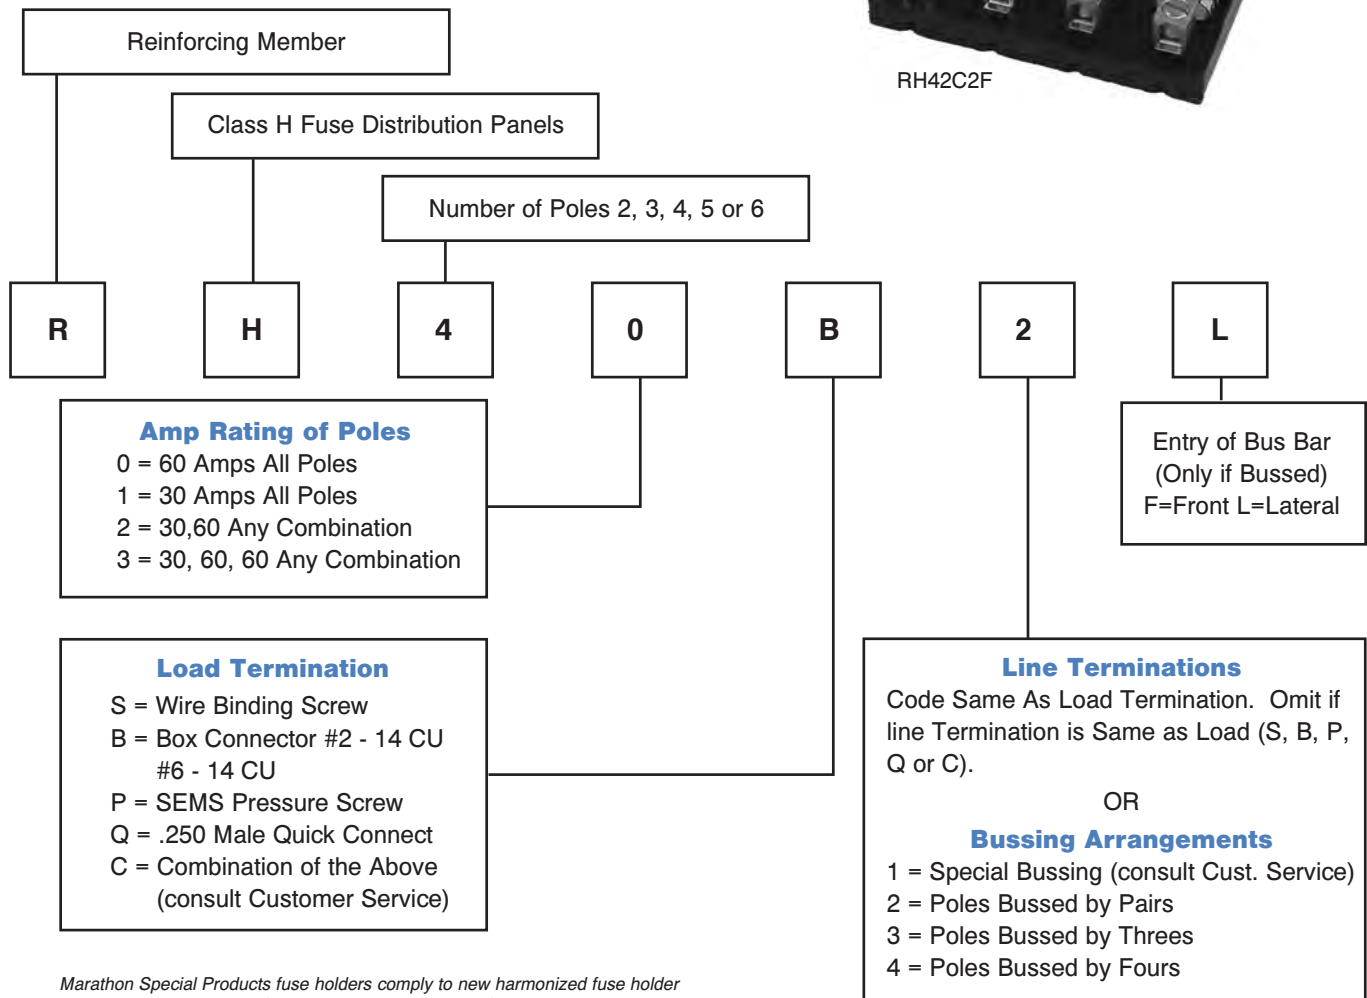 Reinforcing Member
RH42C2F
Class H Fuse Distribution Panels
Number of Poles 2, 3, 4, 5 or 6
R H 4 0 B 2 L
Amp Rating of Poles
0 = 60 Amps All Poles
1 = 30 Amps All Poles
2 = 30,60 Any Combination
3 = 30, 60, 60 Any Combination
Entry of Bus Bar
(Only if Bussed)
F=Front L=Lateral
Load Termination
S = Wire Binding Screw
B = Box Connector #2 - 14 CU
#6 - 14 CU
P = SEMS Pressure Screw
Q = .250 Male Quick Connect
C = Combination of the Above
(consult Customer Service)
Line Terminations
Code Same As Load Termination. Omit if
line Termination is Same as Load (S, B, P,
Q or C).
OR
Bussing Arrangements
1 = Special Bussing (consult Cust. Service)
2 = Poles Bussed by Pairs
3 = Poles Bussed by Threes
4 = Poles Bussed by Fours
Marathon Special Products fuse holders comply to new harmonized fuse holder